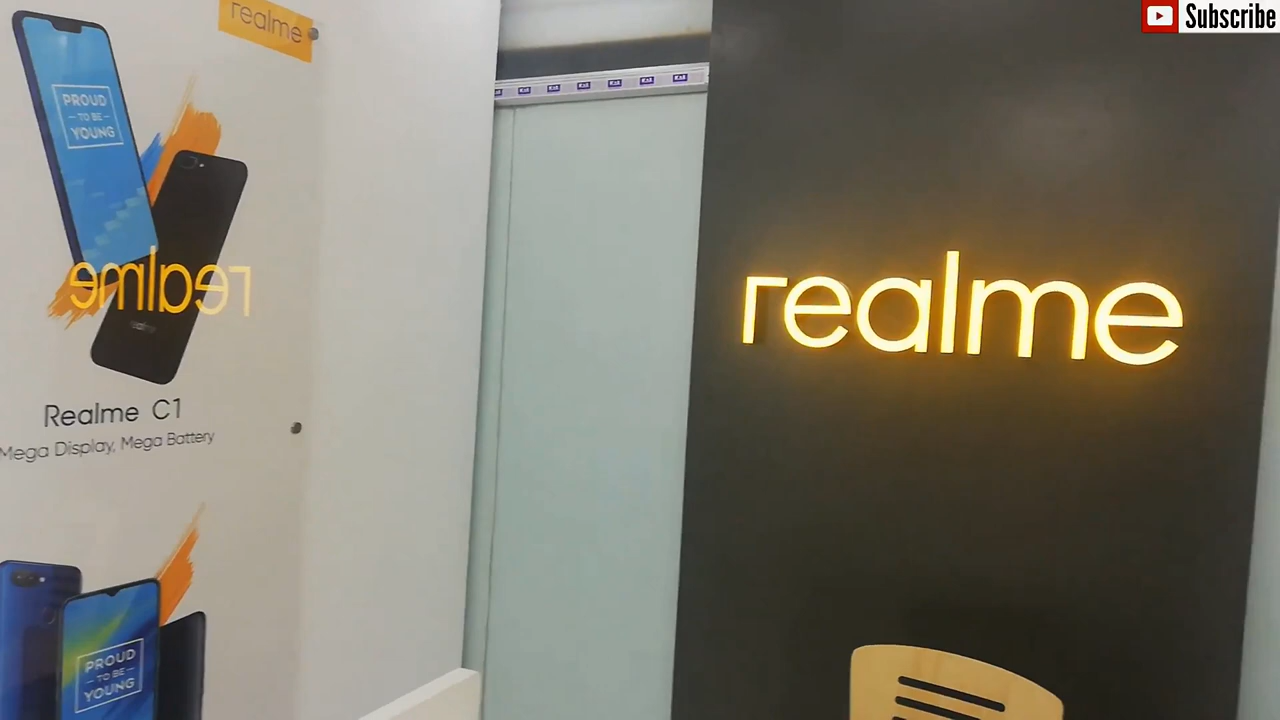 realme
Subscribe
PROUD
TO BE
YOUNG
realme
realme
Realme C1
Mega Display, Mega Battery
PROUD
TO BE
YOUNG